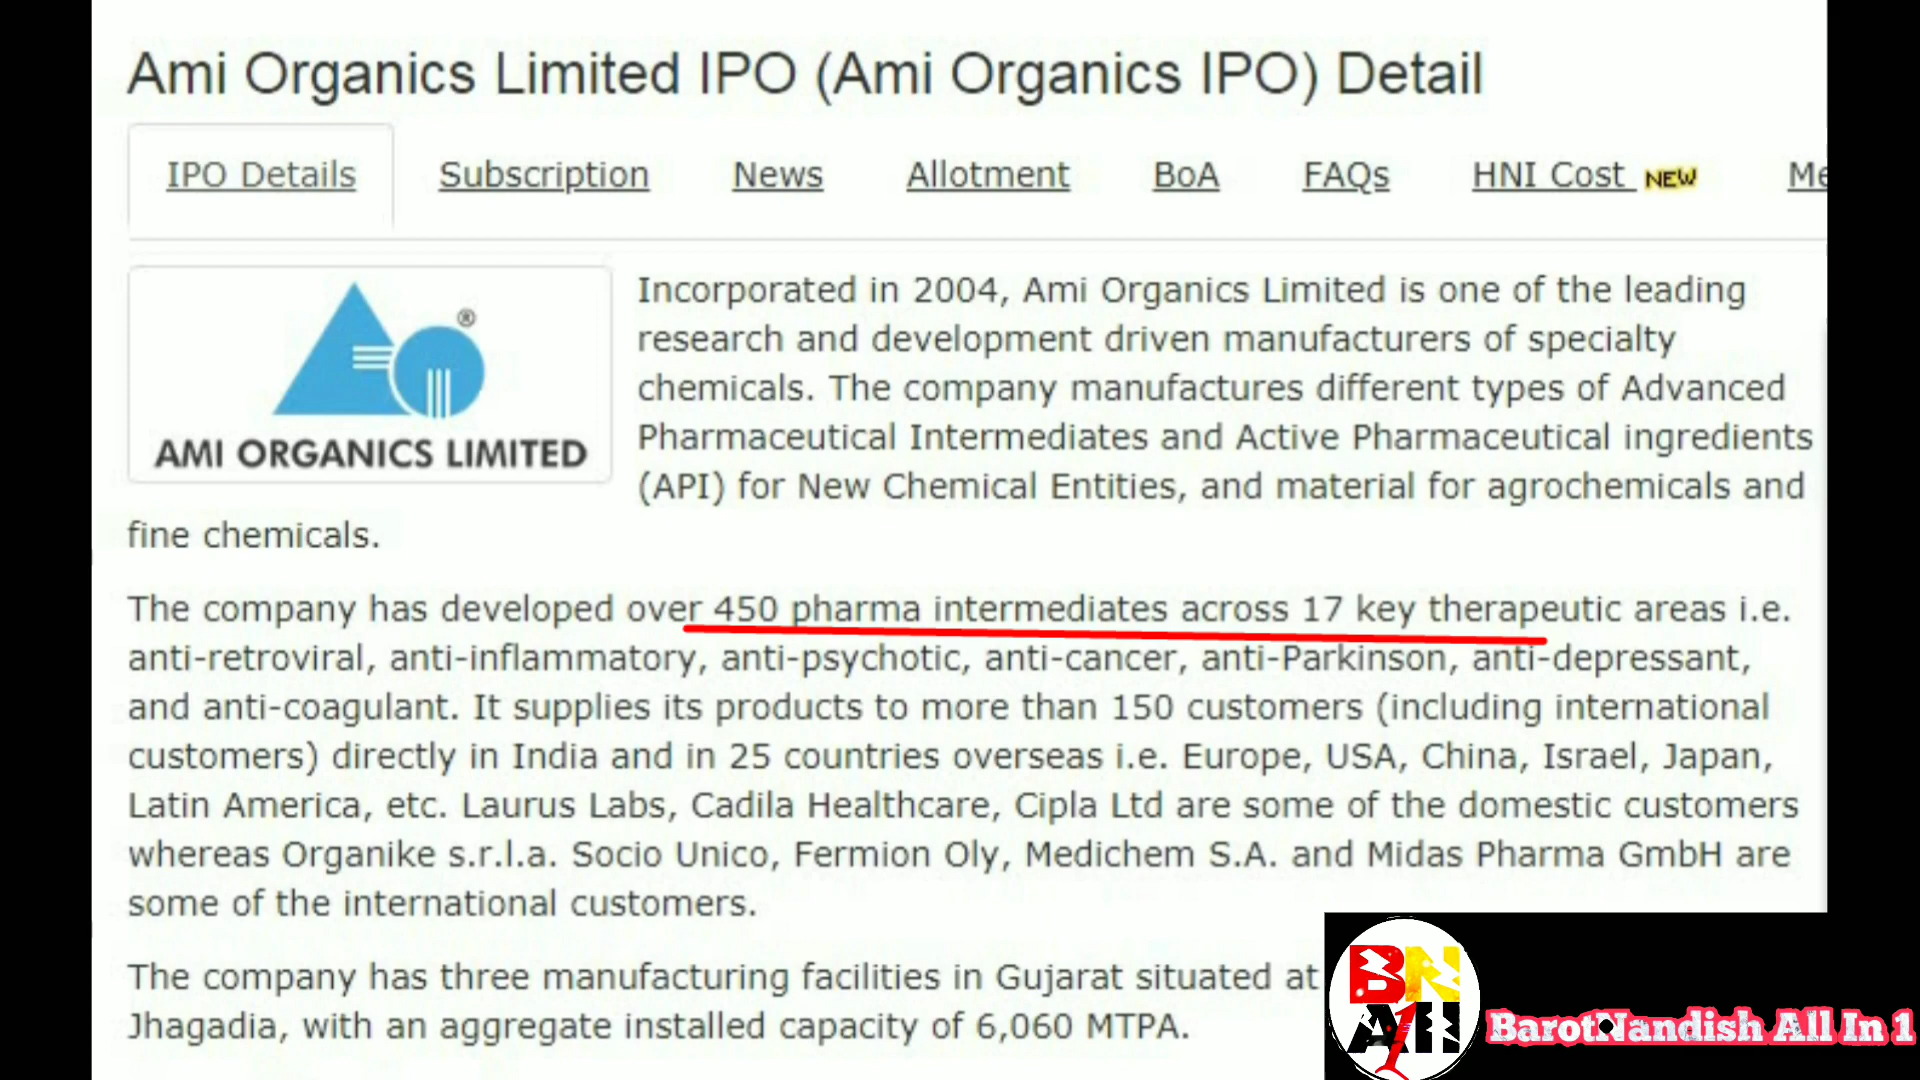 Ami Organics Limited IPO (Ami Organics IPO) Detail
IPO Details Subscription News Allotment BoA FAQs HNI Cost NEW Me
®
AMI ORGANICS LIMITED
Incorporated in 2004, Ami Organics Limited is one of the leading
research and development driven manufacturers of specialty
chemicals. The company manufactures different types of Advanced
Pharmaceutical Intermediates and Active Pharmaceutical ingredients
(API) for New Chemical Entities, and material for agrochemicals and
fine chemicals.
The company has developed over 450 pharma intermediates across 17 key therapeutic areas i.e.
anti-retroviral, anti-inflammatory, anti-psychotic, anti-cancer, anti-Parkinson, anti-depressant,
and anti-coagulant. It supplies its products to more than 150 customers (including international
customers) directly in India and in 25 countries overseas i.e. Europe, USA, China, Israel, Japan,
Latin America, etc. Laurus Labs, Cadila Healthcare, Cipla Ltd are some of the domestic customers
whereas Organike s.r.l.a. Socio Unico, Fermion Oly, Medichem S.A. and Midas Pharma GmbH are
some of the international customers.
The company has three manufacturing facilities in Gujarat situated at
Jhagadia, with an aggregate installed capacity of 6,060 MTPA.
BN
All
1
BarotNandish All In 1